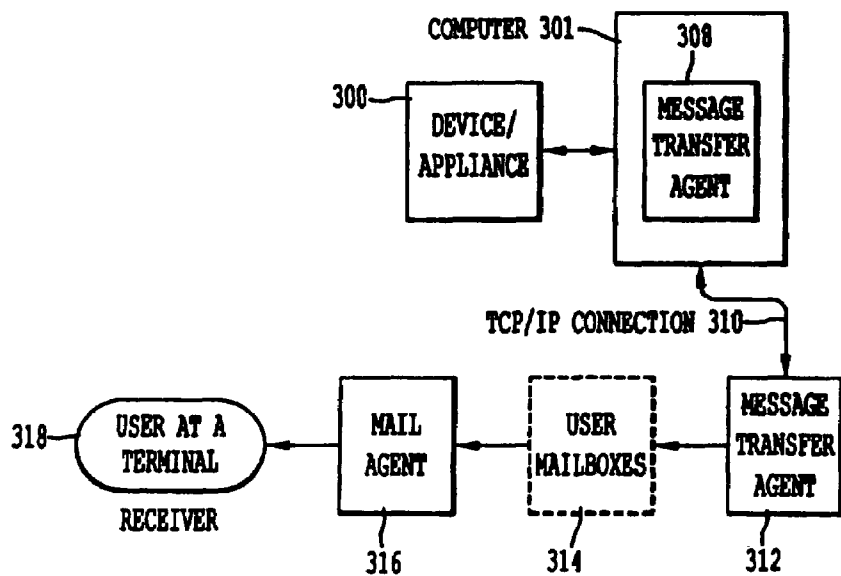 COMPUTER 301
308
300
DEVICE/
APPLIANCE
MESSAGE
TRANSFER
AGENT
TCP/IP CONNECTION 310
318
USER AT A
TERMINAL
RECEIVER
MAIL
AGENT
316
USER
MAILBOXES
314
MESSAGE
TRANSFER
AGENT
312